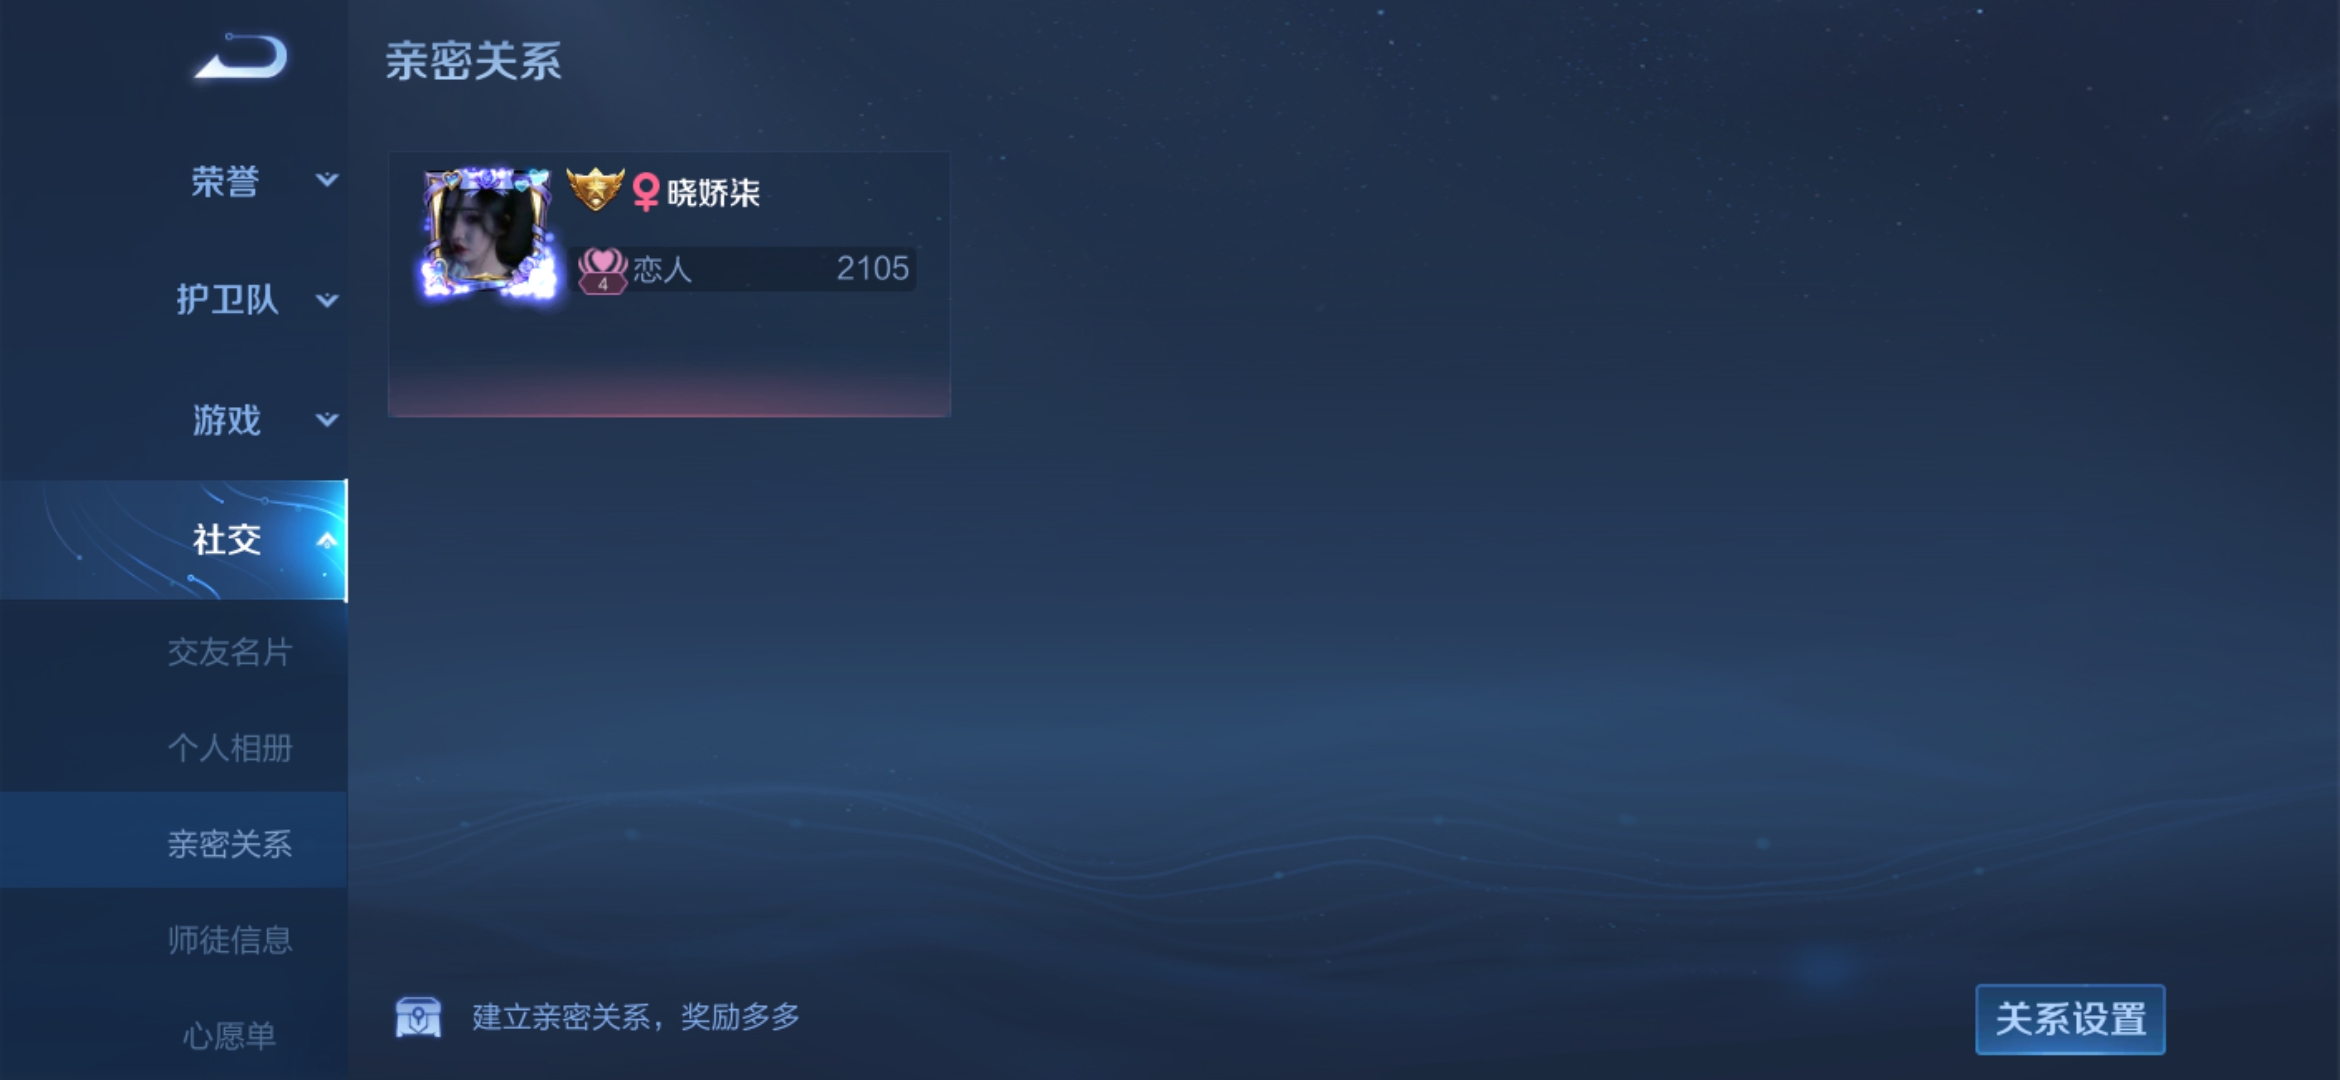 亲密关系
荣誉
护卫队
游戏
社交
交友名片
个人相册
亲密关系
师徒信息
心愿单
晓娇柒
4 恋人 2105
建立亲密关系，奖励多多
关系设置